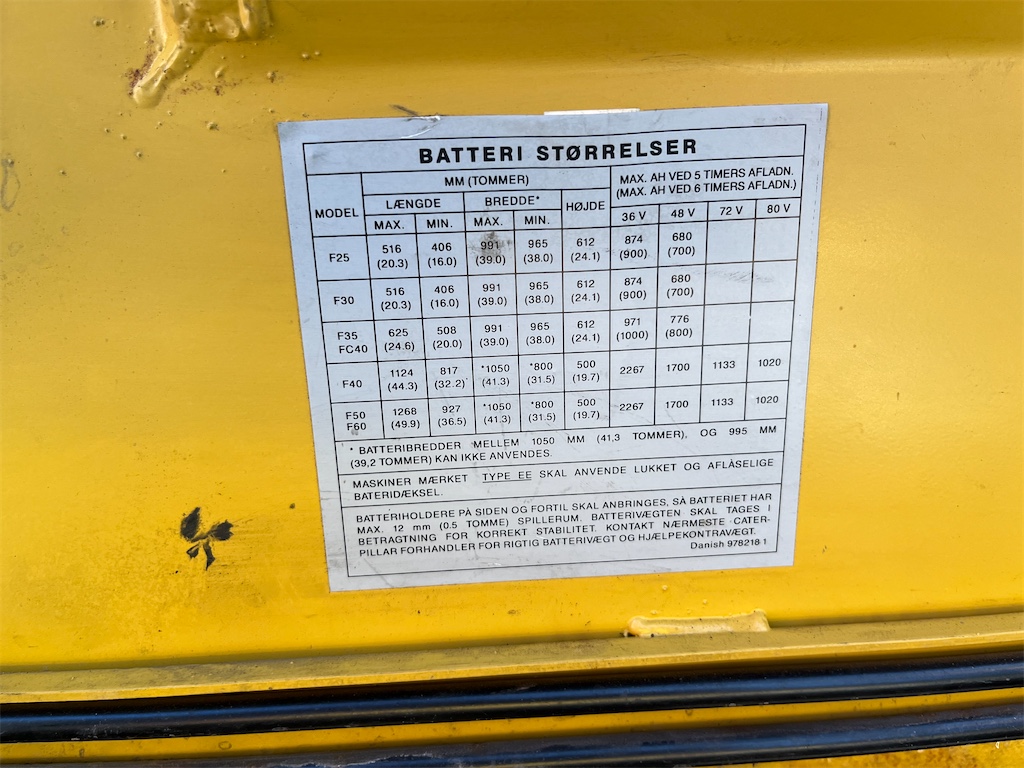 BATTERI STØRRELSER
MODEL MM (TOMMER) MAX. AH VED 5 TIMERS AFLADN.
(MAX. AH VED 6 TIMERS AFLADN.)
LÆNGDE BREDDE* HØJDE
MAX. MIN. MAX. MIN. 36 V 48 V 72 V 80 V
F25 516 406 991 965 612 874 680
(20.3) (16.0) (39.0) (38.0) (24.1) (900) (700)
F30 516 406 991 965 612 874 680
(20.3) (16.0) (39.0) (38.0) (24.1) (900) (700)
F35 625 508 991 965 612 971 776
FC40 (24.6) (20.0) (39.0) (38.0) (24.1) (1000) (800)
F40 1124 817 *1050 *800 500 2267 1700 1133 1020
(44.3) (32.2) (41.3) (31.5) (19.7)
F50 1268 927 *1050 *800 500 2267 1700 1133 1020
F60 (49.9) (36.5) (41.3) (31.5) (19.7)
* BATTERIBREDDER MELLEM 1050 MM (41,3 TOMMER), OG 995 MM
(39,2 TOMMER) KAN IKKE ANVENDES.
MASKINER MÆRKET TYPE EE SKAL ANVENDE LUKKET OG AFLÅSELIGE
BATERIDÆKSEL.
BATTERIHOLDERE PÅ SIDEN OG FORTIL SKAL ANBRINGES, SÅ BATTERIET HAR
MAX. 12 mm (0.5 TOMME) SPILLERUM. BATTERIVÆGTEN SKAL TAGES I
BETRAGTNING FOR KORREKT STABILITET. KONTAKT NÆRMESTE CATER-
PILLAR FORHANDLER FOR RIGTIG BATTERIVÆGT OG HJÆLPEKONTRAVÆGT.
Danish 978218 1